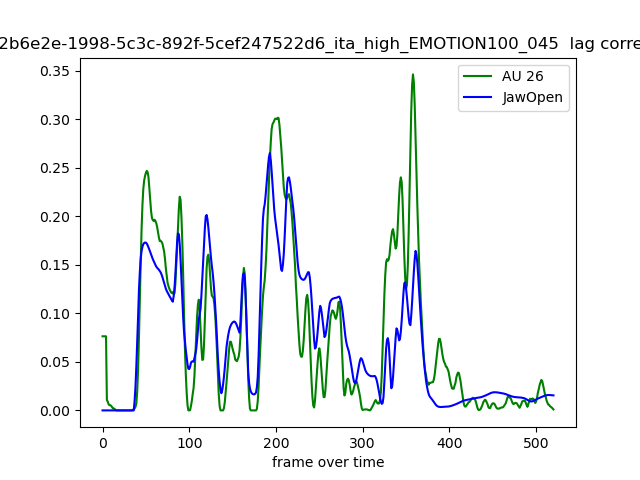 2b6e2e-1998-5c3c-892f-5cef247522d6_ita_high_EMOTION100_045 lag corre
AU 26
JawOpen
0.35
0.30
0.25
0.20
0.15
0.10
0.05
0.00
0 100 200 300 400 500
frame over time